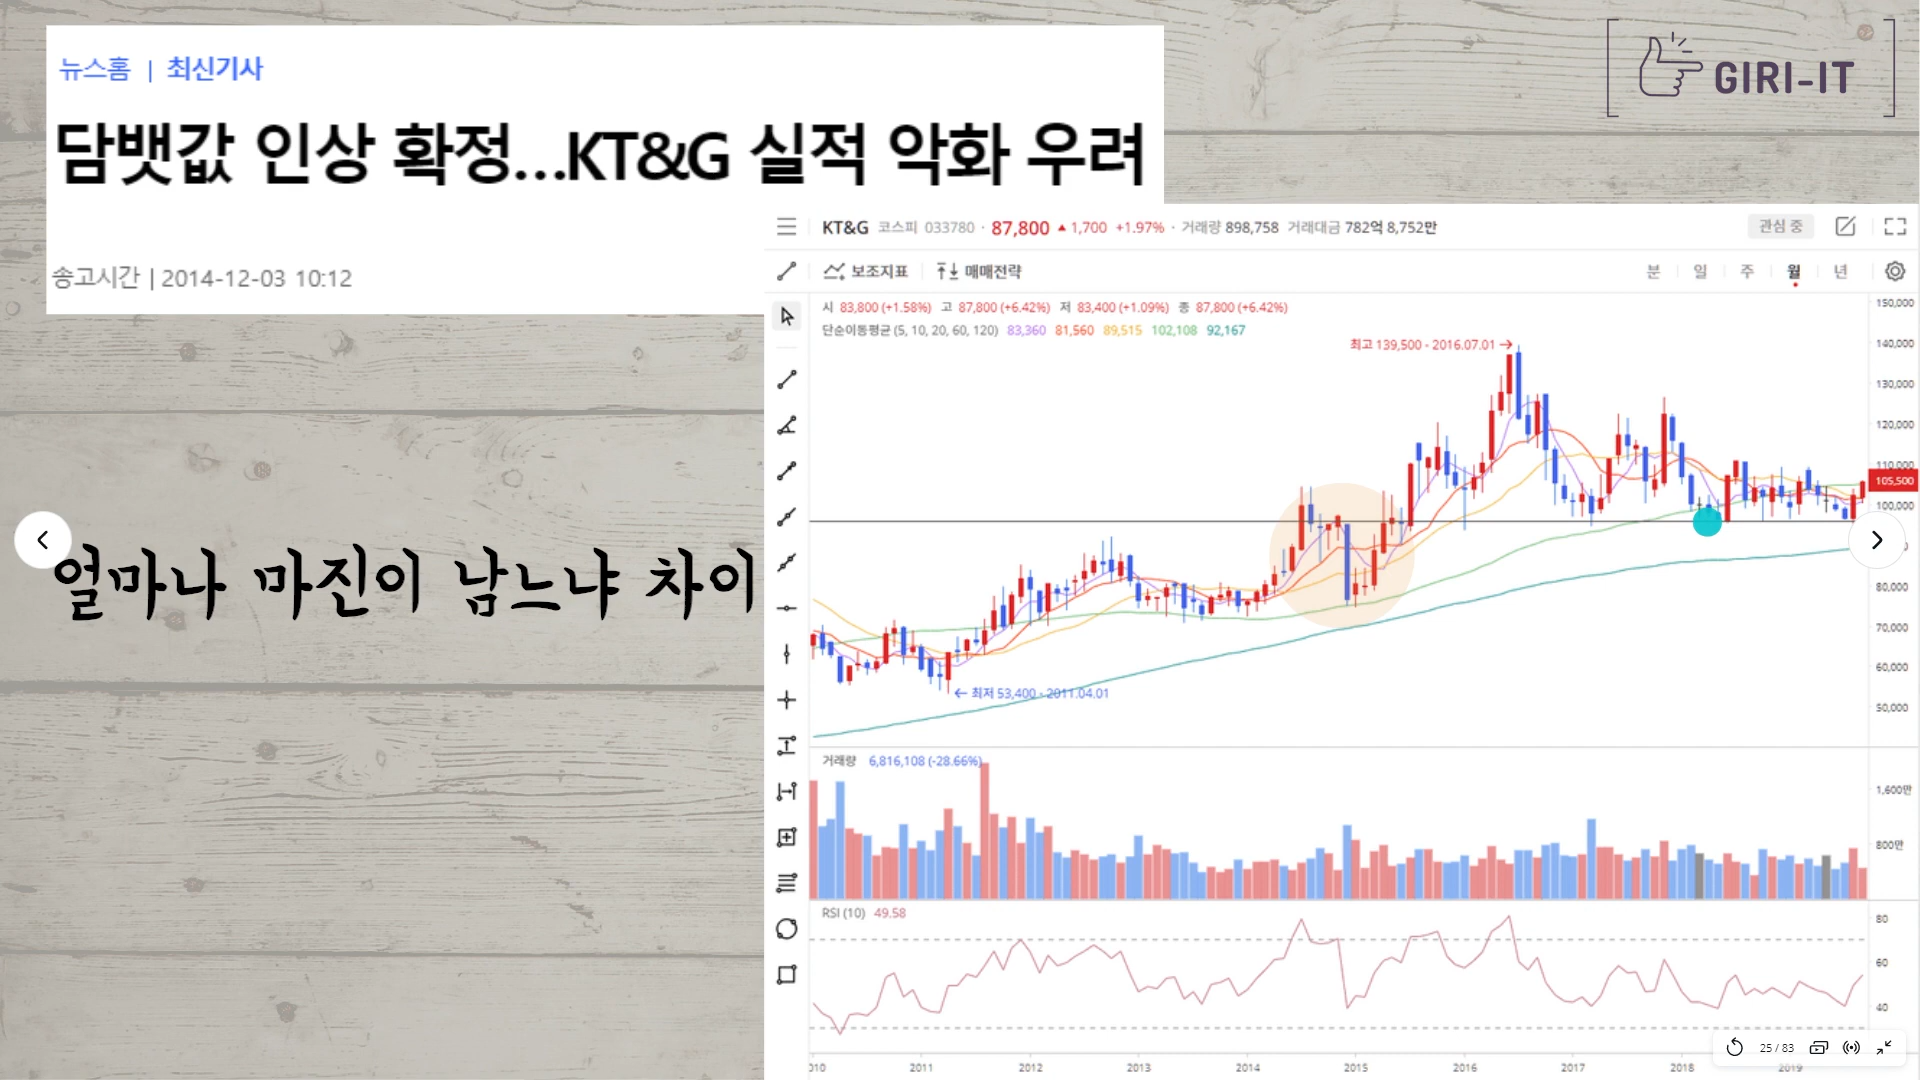 뉴스홈 | 최신기사
담뱃값 인상 확정...KT&G 실적 악화 우려
송고시간 | 2014-12-03 10:12
GIRI-IT
얼마나 마진이 남느냐 차이
KT&G 코스피 033780 · 87,800 ▲ 1,700 +1.97% · 거래량 898,758 거래대금 782억 8,752만
관심 중
보조지표 매매전략
분 일 주 월 년
시 83,800 (+1.58%) 고 87,800 (+6.42%) 저 83,400 (+1.09%) 종 87,800 (+6.42%)
단순이동평균 (5, 10, 20, 60, 120) 83,360 81,560 89,515 102,108 92,167
최고 139,500 - 2016.07.01 →
← 최저 53,400 - 2011.04.01
150,000
140,000
130,000
120,000
110,000
105,500
100,000
80,000
70,000
60,000
50,000
거래량 6,816,108 (-28.66%)
1,600만
800만
RSI (10) 49.58
80
60
40
010 2011 2012 2013 2014 2015 2016 2017 2018 2019
25 / 83